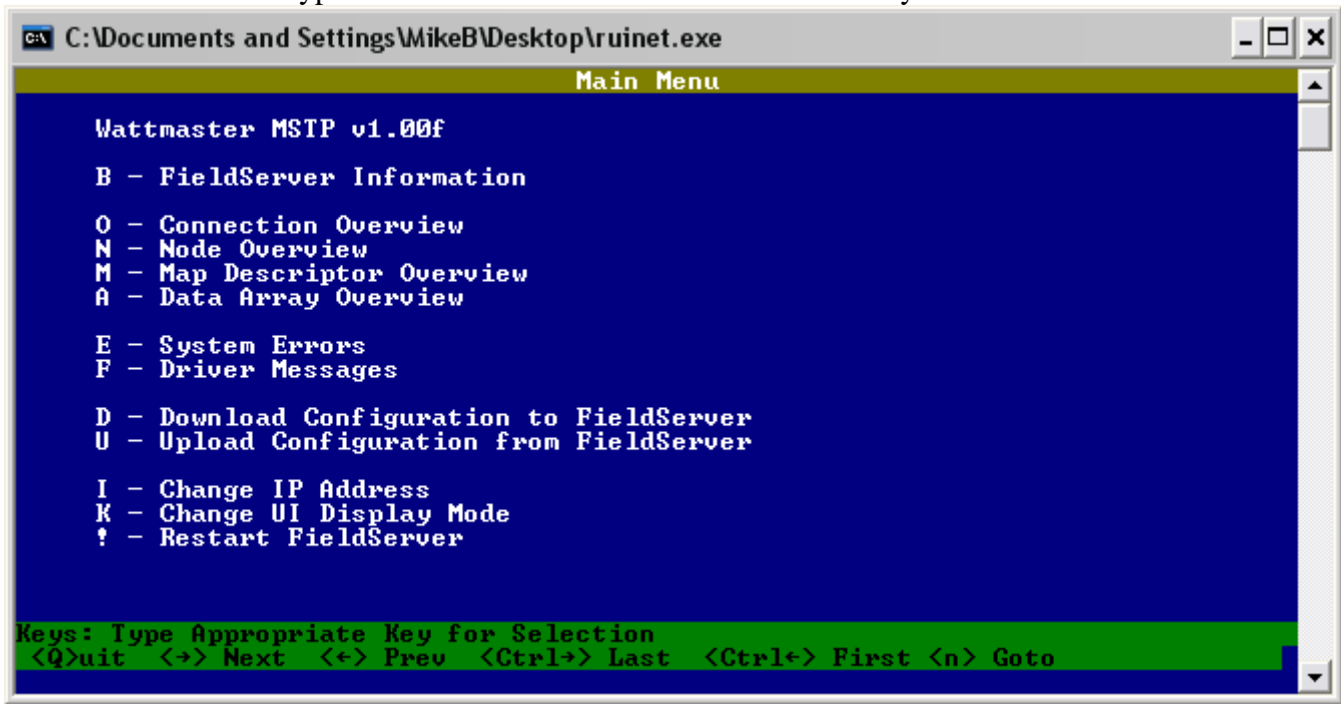 C:\Documents and Settings\MikeB\Desktop\ruinet.exe
Main Menu
Wattmaster MSTP v1.00f
B - FieldServer Information
O - Connection Overview
N - Node Overview
M - Map Descriptor Overview
A - Data Array Overview
E - System Errors
F - Driver Messages
D - Download Configuration to FieldServer
U - Upload Configuration from FieldServer
I - Change IP Address
K - Change UI Display Mode
! - Restart FieldServer
Keys: Type Appropriate Key for Selection
<Q>uit <→> Next <←> Prev <Ctrl→> Last <Ctrl←> First <n> Goto